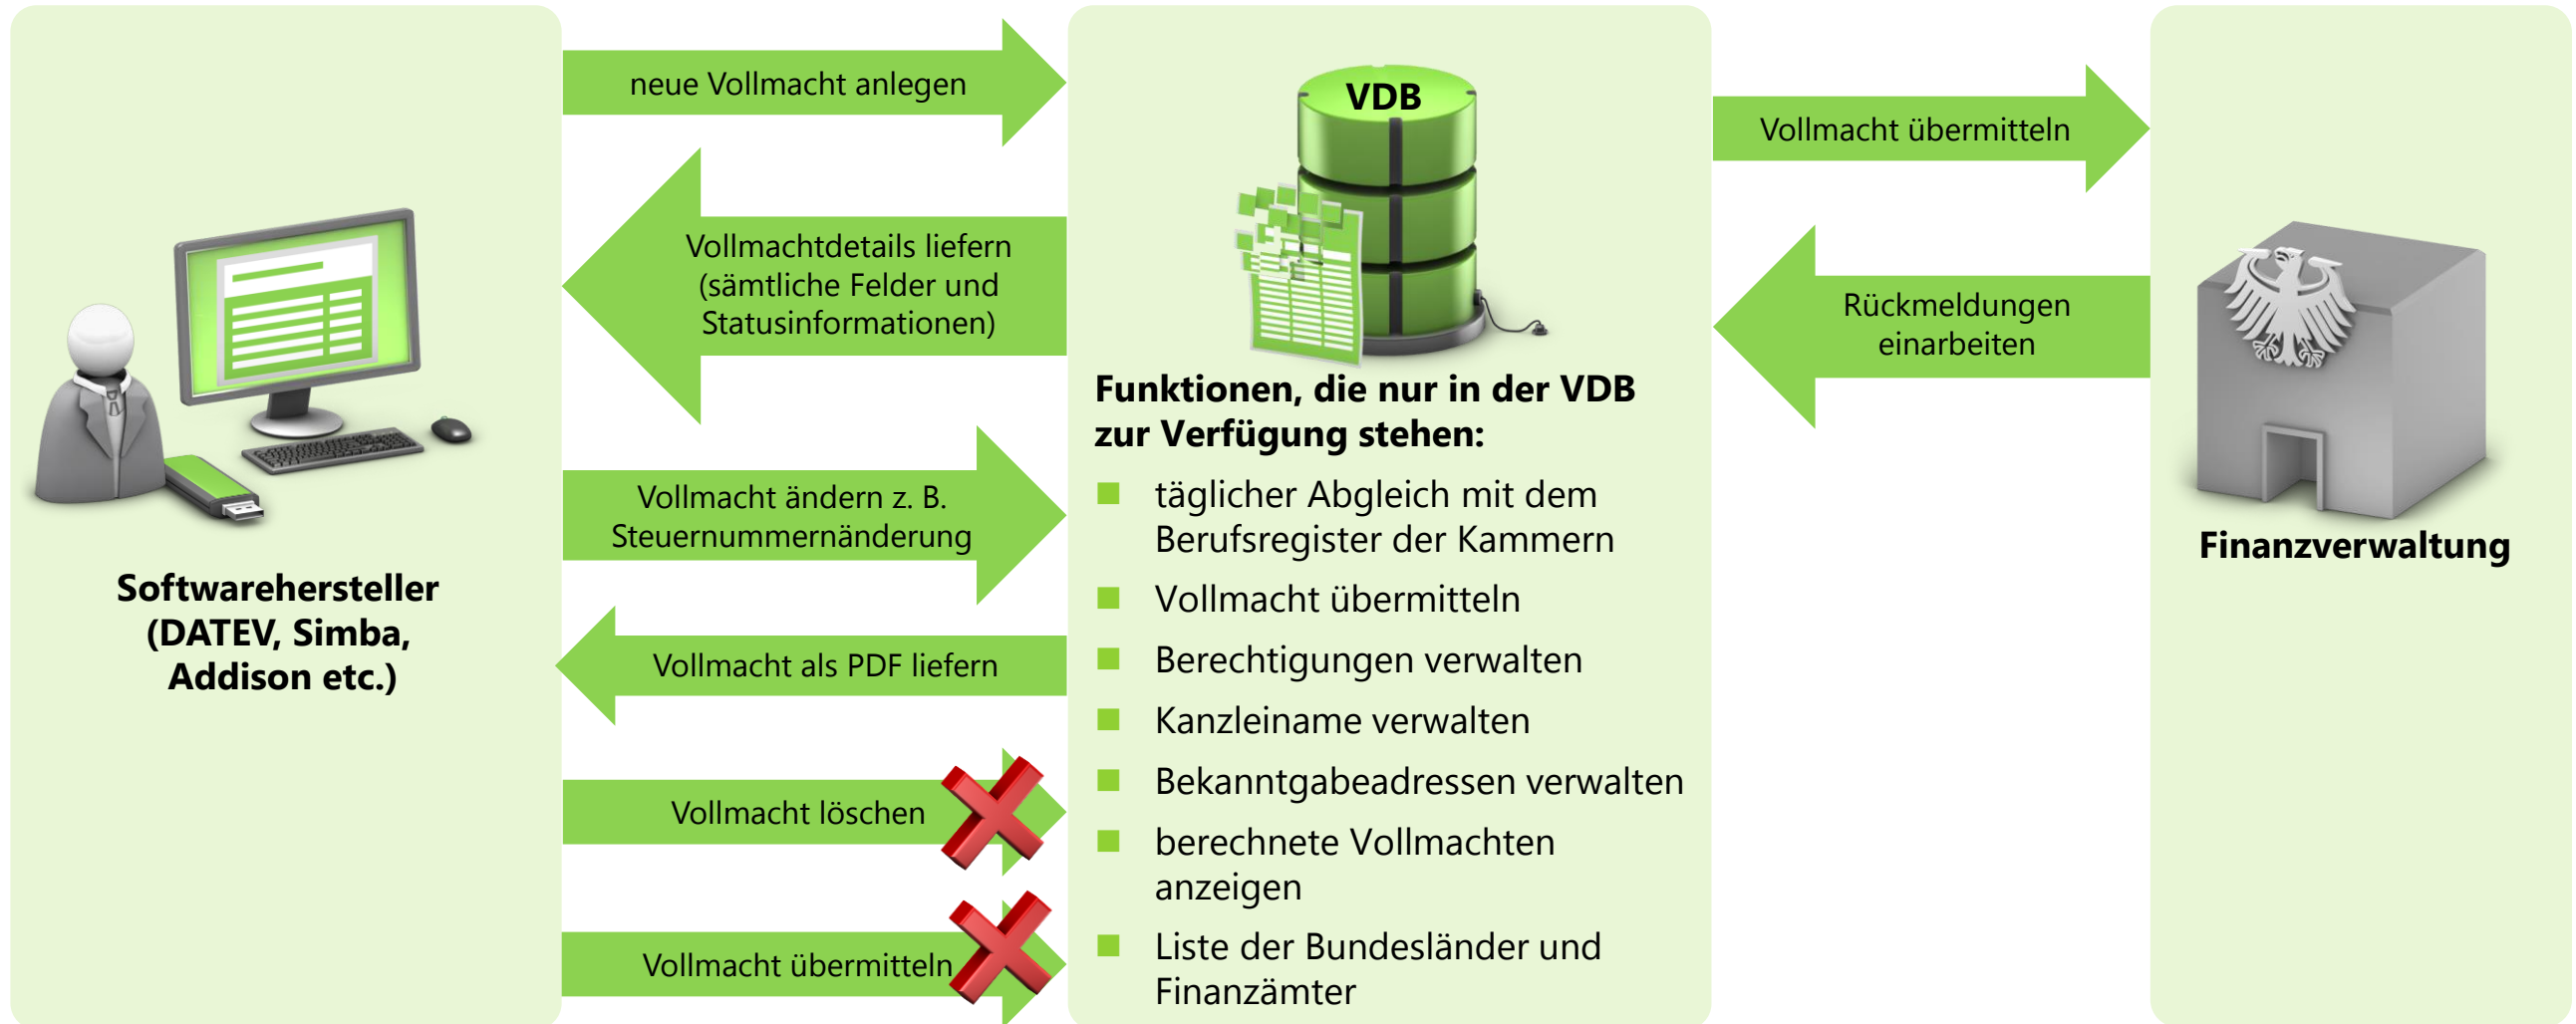 Softwarehersteller
(DATEV, Simba,
Addison etc.)
neue Vollmacht anlegen
Vollmachtdetails liefern
(sämtliche Felder und
Statusinformationen)
Vollmacht ändern z. B.
Steuernummernänderung
Vollmacht als PDF liefern
Vollmacht löschen
Vollmacht übermitteln
VDB
Funktionen, die nur in der VDB
zur Verfügung stehen:
täglicher Abgleich mit dem
Berufsregister der Kammern
Vollmacht übermitteln
Berechtigungen verwalten
Kanzleiname verwalten
Bekanntgabeadressen verwalten
berechnete Vollmachten
anzeigen
Liste der Bundesländer und
Finanzämter
Vollmacht übermitteln
Rückmeldungen
einarbeiten
Finanzverwaltung